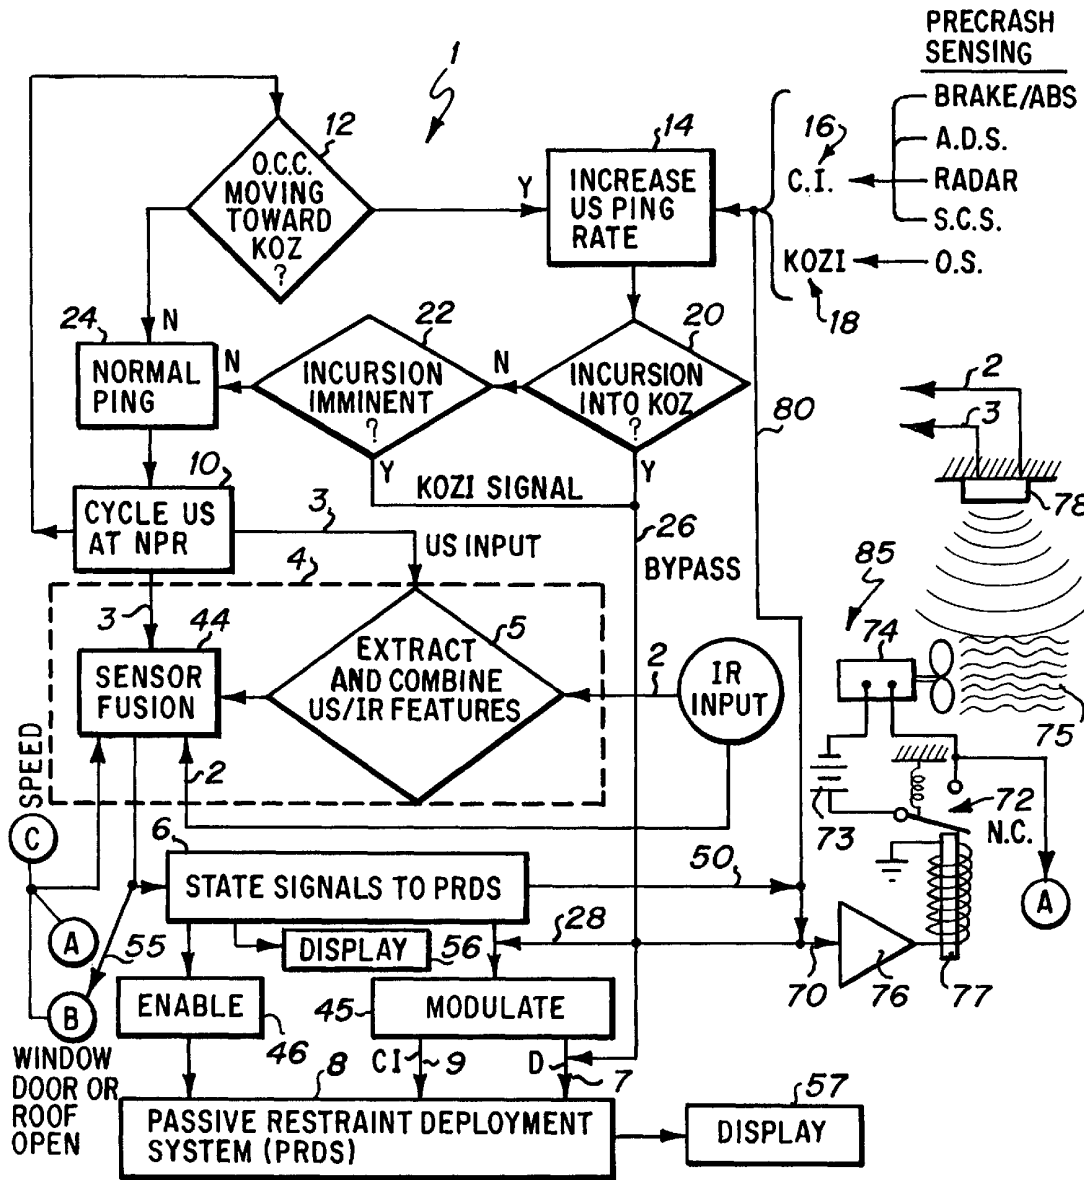 PRECRASH
SENSING
1
BRAKE/ABS
12
14
16
A.D.S.
O.C.C.
MOVING
TOWARD
KOZ
?
Y
INCREASE
US PING
RATE
C.I.
RADAR
S.C.S.
KOZI
O.S.
18
24
N
22
20
NORMAL
PING
N
INCURSION
IMMINENT
?
N
INCURSION
INTO KOZ
?
80
2
3
Y
Y
KOZI SIGNAL
10
CYCLE US
AT NPR
3
US INPUT
26
BYPASS
78
4
85
3
44
5
74
SENSOR
FUSION
EXTRACT
AND COMBINE
US/IR FEATURES
2
IR
INPUT
75
2
SPEED
C
73
72
N.C.
6
STATE SIGNALS TO PRDS
50
A
A
28
DISPLAY
56
55
70
76
77
B
ENABLE
46
45
MODULATE
WINDOW
DOOR OR
ROOF
OPEN
8
CI
9
D
7
57
PASSIVE RESTRAINT DEPLOYMENT
SYSTEM (PRDS)
DISPLAY